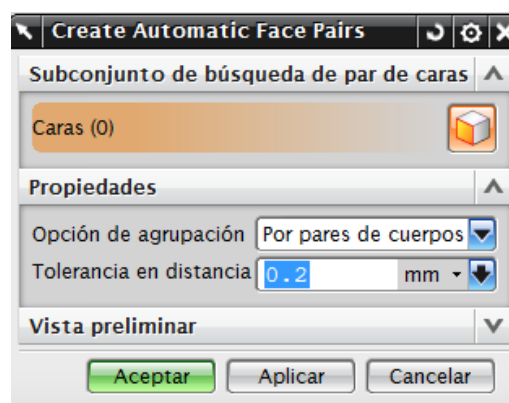 Create Automatic Face Pairs
Subconjunto de búsqueda de par de caras
Caras (0)
Propiedades
Opción de agrupación Por pares de cuerpos
Tolerancia en distancia 0.2 mm
Vista preliminar
Aceptar Aplicar Cancelar